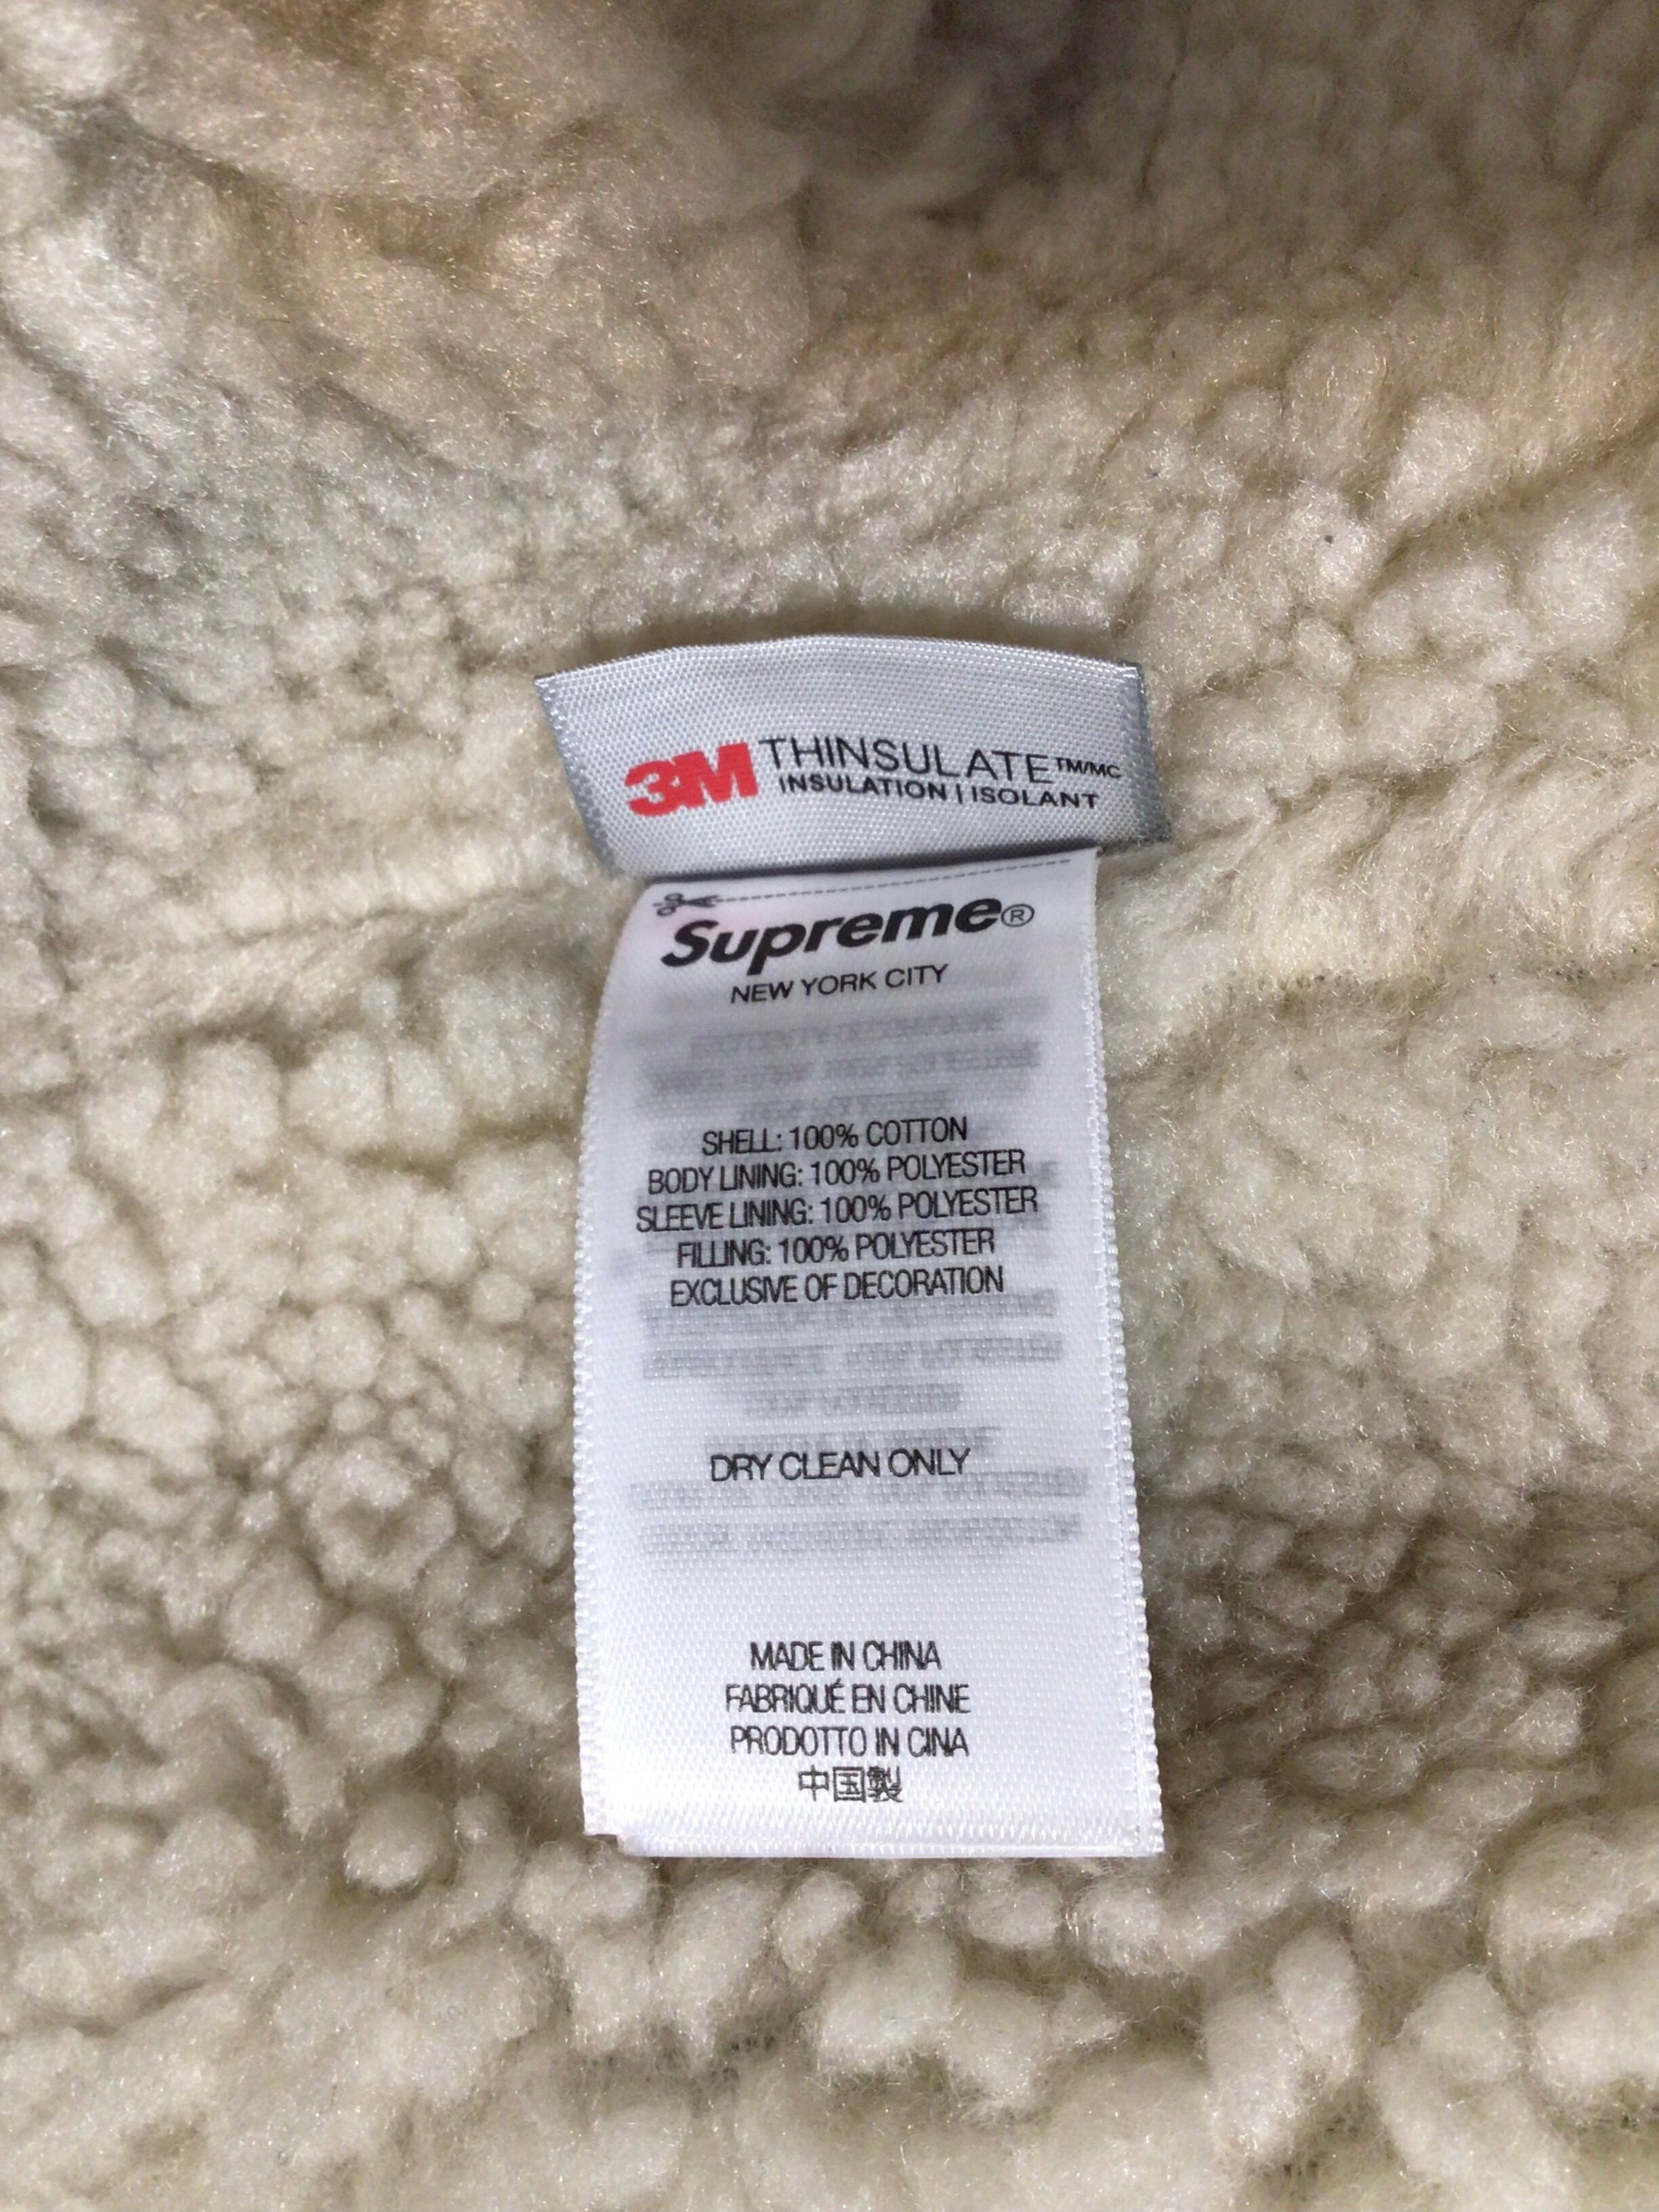 3M THINSULATE™/MC
INSULATION | ISOLANT
Supreme®
NEW YORK CITY
SHELL: 100% COTTON
BODY LINING: 100% POLYESTER
SLEEVE LINING: 100% POLYESTER
FILLING: 100% POLYESTER
EXCLUSIVE OF DECORATION
DRY CLEAN ONLY
MADE IN CHINA
FABRIQUÉ EN CHINE
PRODOTTO IN CINA
中国製